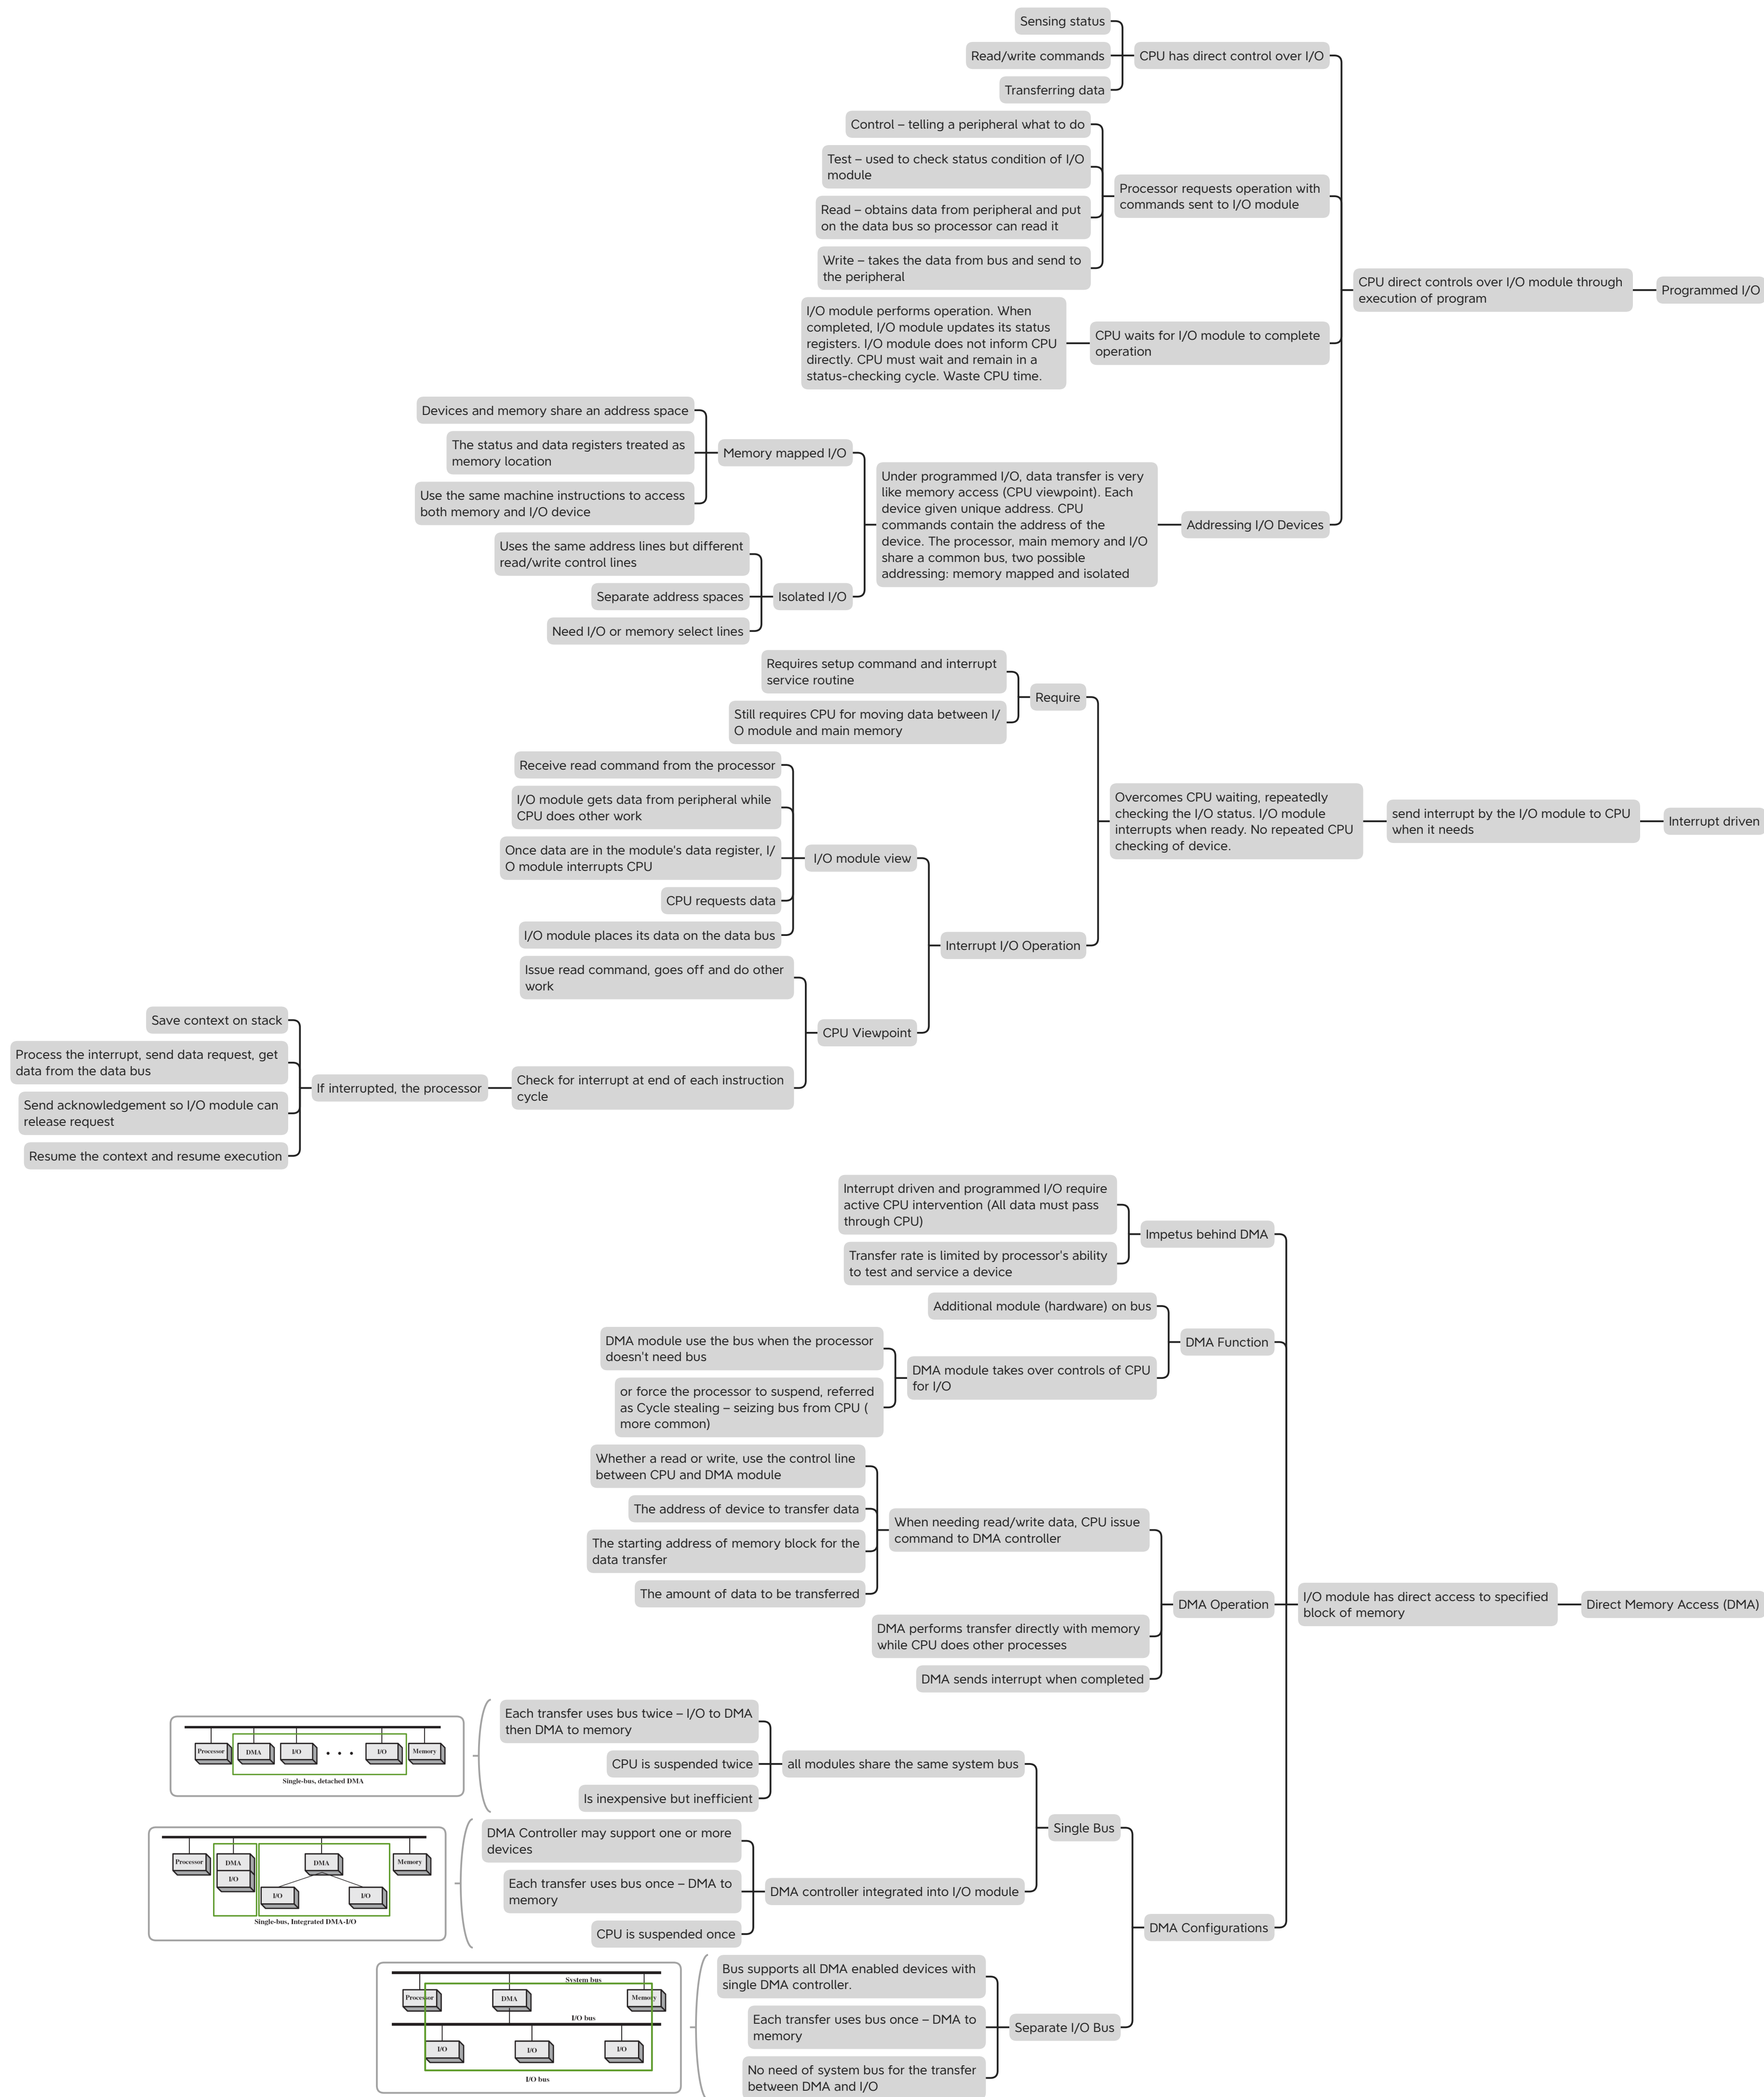 Sensing status
Read/write commands
Transferring data
CPU has direct control over I/O
Control – telling a peripheral what to do
Test – used to check status condition of I/O
module
Read – obtains data from peripheral and put
on the data bus so processor can read it
Write – takes the data from bus and send to
the peripheral
Processor requests operation with
commands sent to I/O module
I/O module performs operation. When
completed, I/O module updates its status
registers. I/O module does not inform CPU
directly. CPU must wait and remain in a
status-checking cycle. Waste CPU time.
CPU waits for I/O module to complete
operation
CPU direct controls over I/O module through
execution of program
Programmed I/O
Devices and memory share an address space
The status and data registers treated as
memory location
Use the same machine instructions to access
both memory and I/O device
Memory mapped I/O
Uses the same address lines but different
read/write control lines
Separate address spaces
Need I/O or memory select lines
Isolated I/O
Under programmed I/O, data transfer is very
like memory access (CPU viewpoint). Each
device given unique address. CPU
commands contain the address of the
device. The processor, main memory and I/O
share a common bus, two possible
addressing: memory mapped and isolated
Addressing I/O Devices
Requires setup command and interrupt
service routine
Still requires CPU for moving data between I/
O module and main memory
Require
Receive read command from the processor
I/O module gets data from peripheral while
CPU does other work
Once data are in the module's data register, I/
O module interrupts CPU
CPU requests data
I/O module places its data on the data bus
I/O module view
Overcomes CPU waiting, repeatedly
checking the I/O status. I/O module
interrupts when ready. No repeated CPU
checking of device.
send interrupt by the I/O module to CPU
when it needs
Interrupt driven
Interrupt I/O Operation
Issue read command, goes off and do other
work
CPU Viewpoint
Save context on stack
Process the interrupt, send data request, get
data from the data bus
Send acknowledgement so I/O module can
release request
Resume the context and resume execution
If interrupted, the processor
Check for interrupt at end of each instruction
cycle
Interrupt driven and programmed I/O require
active CPU intervention (All data must pass
through CPU)
Transfer rate is limited by processor's ability
to test and service a device
Impetus behind DMA
Additional module (hardware) on bus
DMA module use the bus when the processor
doesn't need bus
or force the processor to suspend, referred
as Cycle stealing – seizing bus from CPU (
more common)
DMA module takes over controls of CPU
for I/O
DMA Function
Whether a read or write, use the control line
between CPU and DMA module
The address of device to transfer data
The starting address of memory block for the
data transfer
The amount of data to be transferred
When needing read/write data, CPU issue
command to DMA controller
DMA performs transfer directly with memory
while CPU does other processes
DMA sends interrupt when completed
DMA Operation
I/O module has direct access to specified
block of memory
Direct Memory Access (DMA)
Processor
DMA
I/O
I/O
Memory
Single-bus, detached DMA
Each transfer uses bus twice – I/O to DMA
then DMA to memory
CPU is suspended twice
Is inexpensive but inefficient
all modules share the same system bus
Processor
DMA
I/O
DMA
I/O
I/O
Memory
Single-bus, Integrated DMA-I/O
DMA Controller may support one or more
devices
Each transfer uses bus once – DMA to
memory
CPU is suspended once
DMA controller integrated into I/O module
Single Bus
DMA Configurations
System bus
Processor
DMA
Memory
I/O bus
I/O
I/O
I/O
I/O bus
Bus supports all DMA enabled devices with
single DMA controller.
Each transfer uses bus once – DMA to
memory
No need of system bus for the transfer
between DMA and I/O
Separate I/O Bus